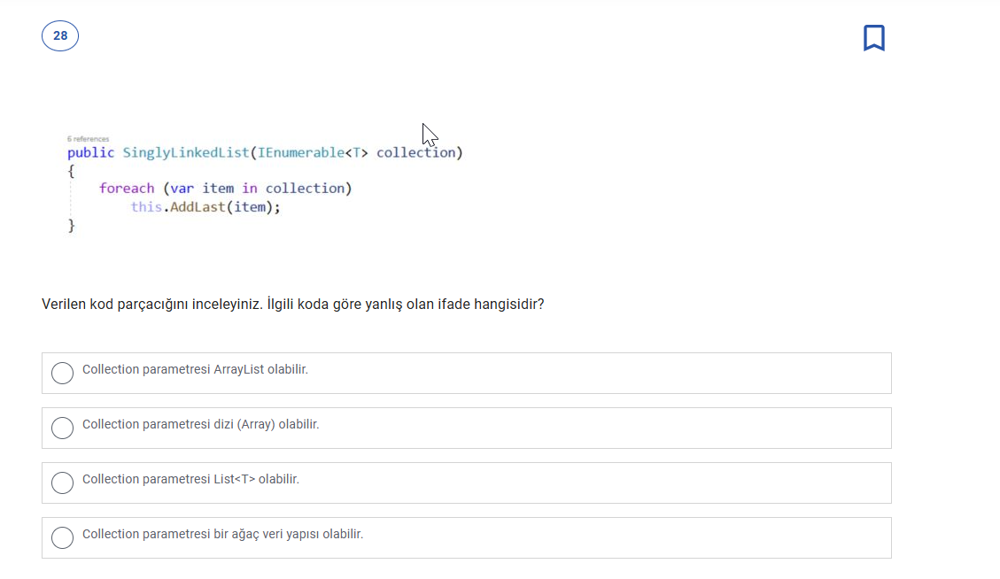 28
6 references
public SinglyLinkedList(IEnumerable<T> collection)
{
foreach (var item in collection)
this.AddLast(item);
}
Verilen kod parçacığını inceleyiniz. İlgili koda göre yanlış olan ifade hangisidir?
Collection parametresi ArrayList olabilir.
Collection parametresi dizi (Array) olabilir.
Collection parametresi List<T> olabilir.
Collection parametresi bir ağaç veri yapısı olabilir.